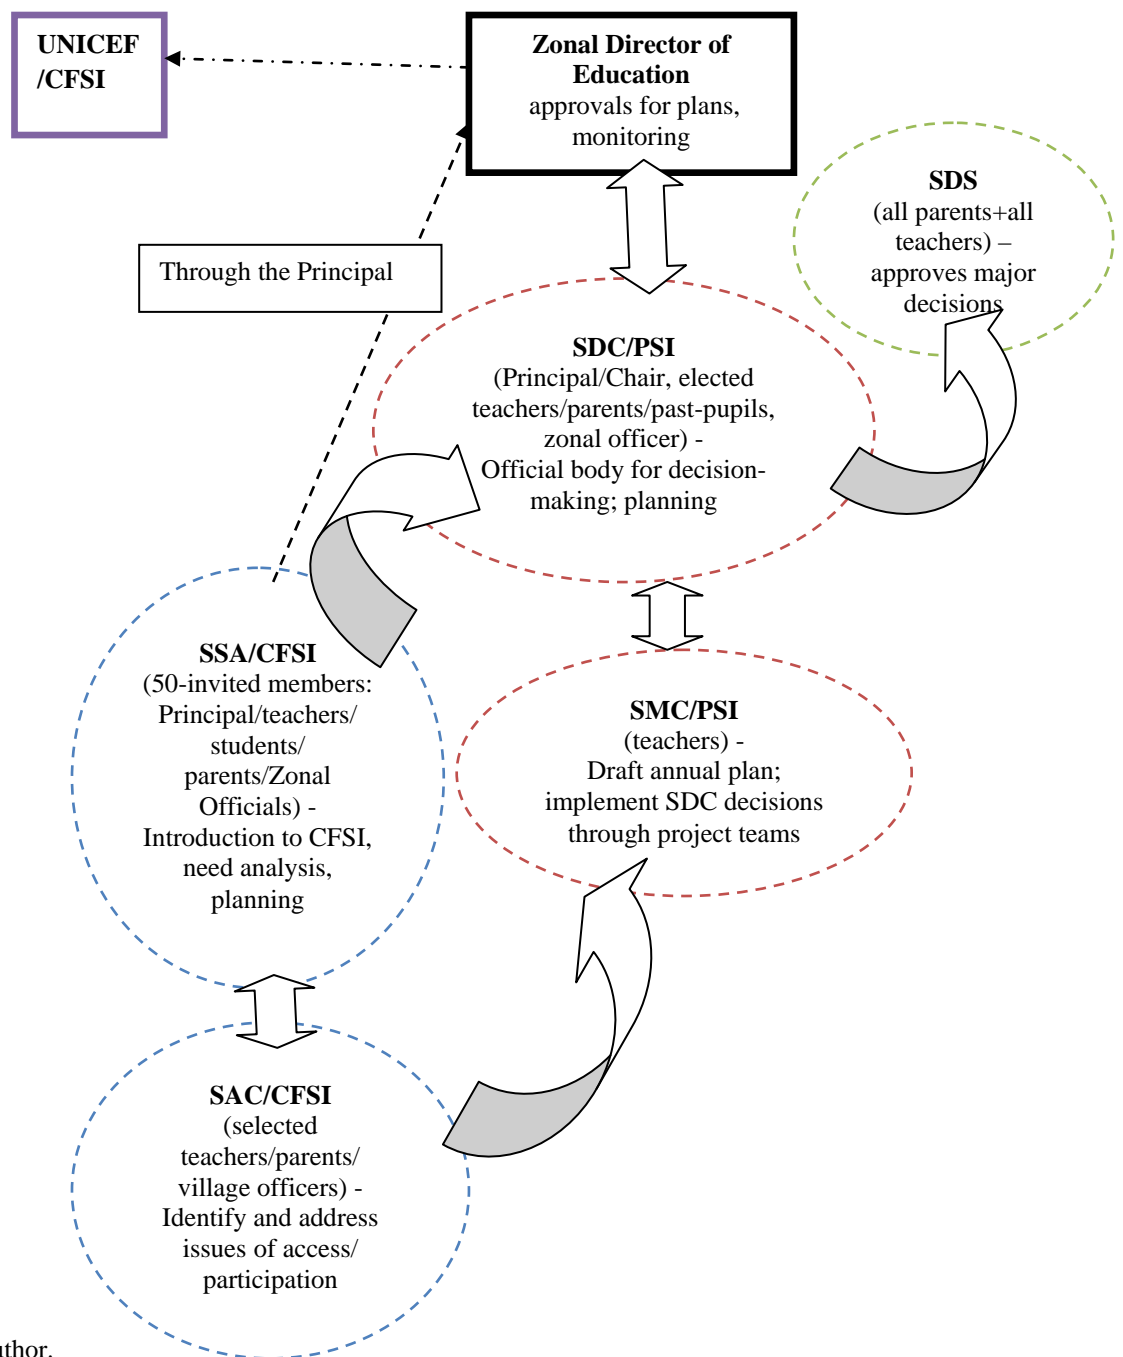 UNICEF
/CFSI
Zonal Director of
Education
approvals for plans,
monitoring
SDS
(all parents+all
teachers) –
approves major
decisions
Through the Principal
SDC/PSI
(Principal/Chair, elected
teachers/parents/past-pupils,
zonal officer) -
Official body for decision-
making; planning
SSA/CFSI
(50-invited members:
Principal/teachers/
students/
parents/Zonal
Officials) -
Introduction to CFSI,
need analysis,
planning
SMC/PSI
(teachers) -
Draft annual plan;
implement SDC decisions
through project teams
SAC/CFSI
(selected
teachers/parents/
village officers) -
Identify and address
issues of access/
participation